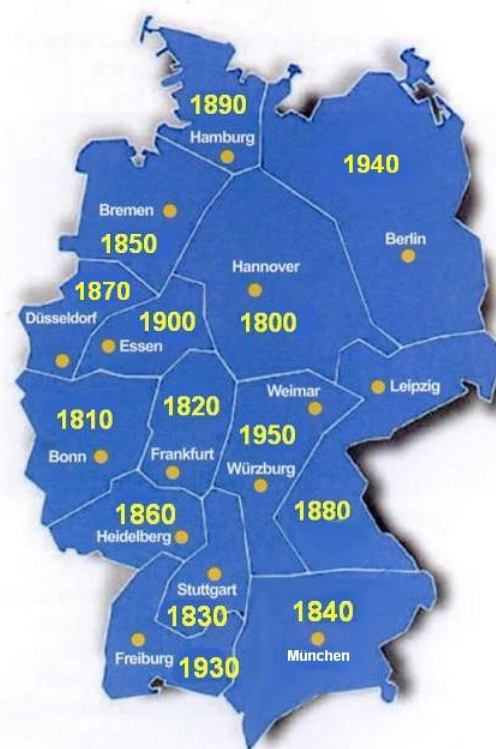 1890
Hamburg
1940
Bremen
1850
Berlin
Hannover
1870
1900
1800
Düsseldorf
Essen
Weimar
Leipzig
1820
1810
1950
Bonn
Frankfurt
Würzburg
1860
1880
Heidelberg
Stuttgart
1830
1840
Freiburg
1930
München